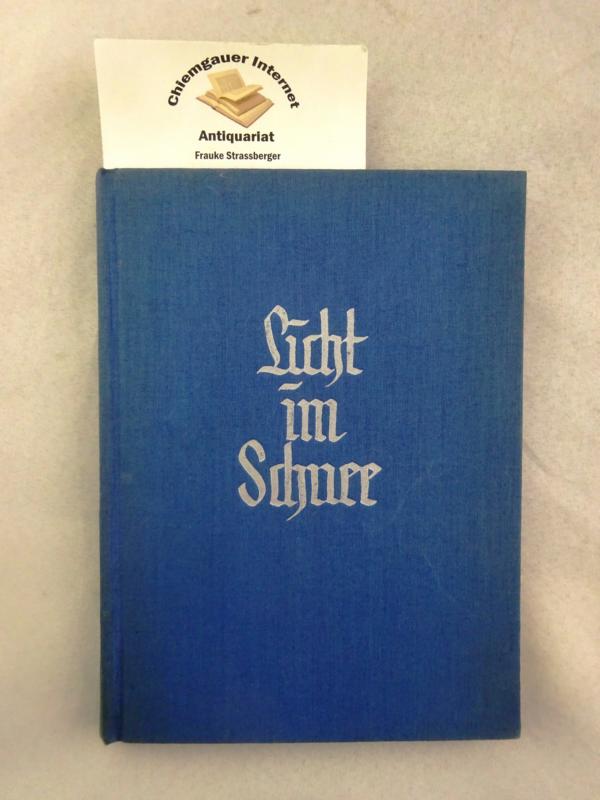 Chiemgauer Internet
Antiquariat
Frauke Strassberger
Licht
im
Schnee